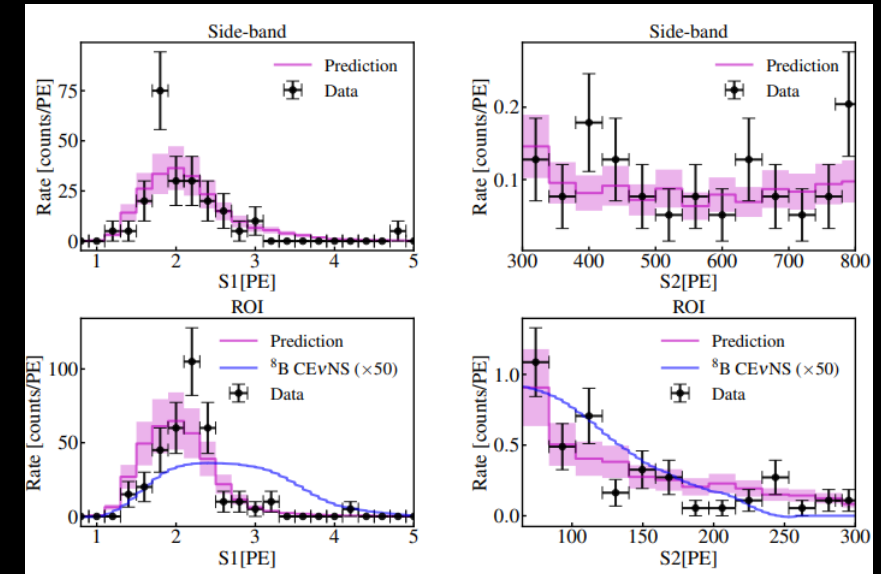 Side-band
Rate [counts/PE]
75
50
25
0
Prediction
Data
1 2 3 4 5
S1[PE]
Side-band
Rate [counts/PE]
0.2
0.1
Prediction
Data
300 400 500 600 700 800
S2[PE]
ROI
Rate [counts/PE]
100
50
0
Prediction
⁸B CEνNS (×50)
Data
1 2 3 4 5
S1[PE]
ROI
Rate [counts/PE]
1.0
0.5
0.0
Prediction
⁸B CEνNS (×50)
Data
100 150 200 250 300
S2[PE]